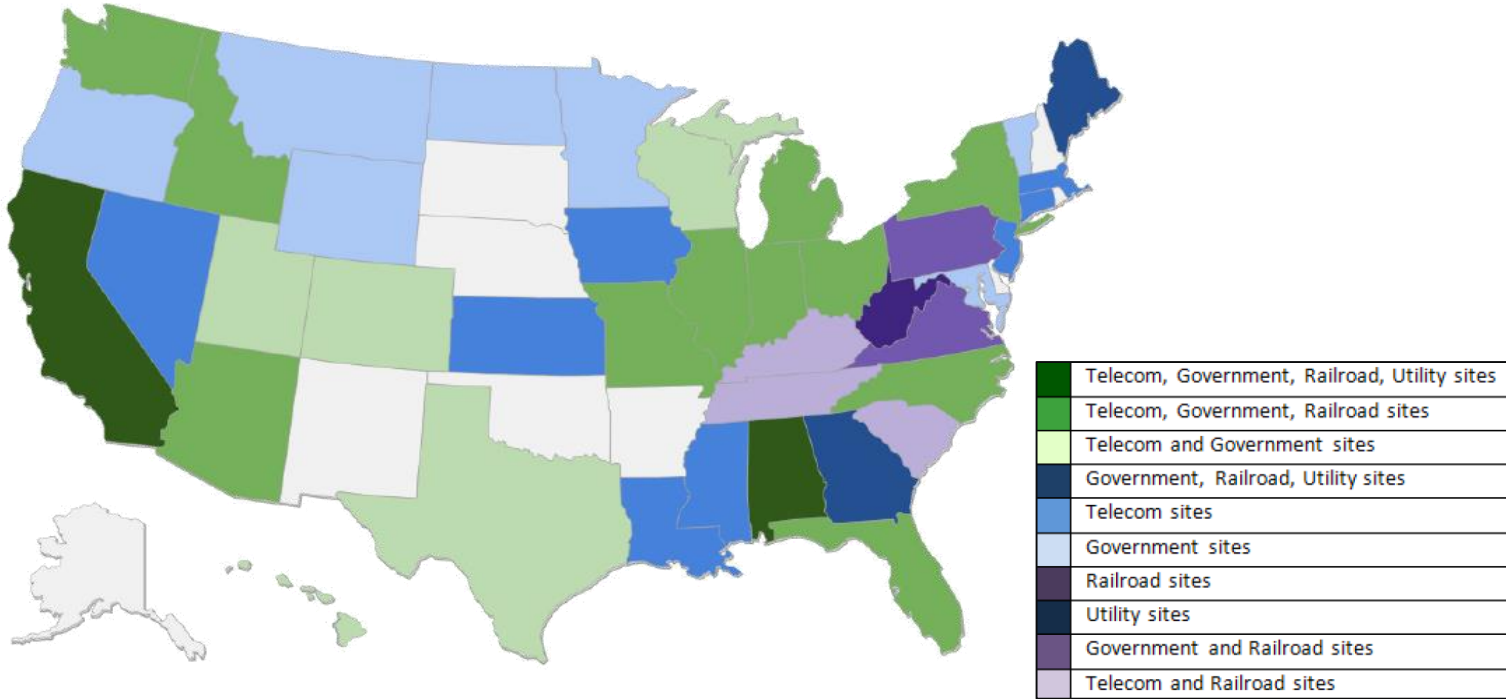 Telecom, Government, Railroad, Utility sites
Telecom, Government, Railroad sites
Telecom and Government sites
Government, Railroad, Utility sites
Telecom sites
Government sites
Railroad sites
Utility sites
Government and Railroad sites
Telecom and Railroad sites